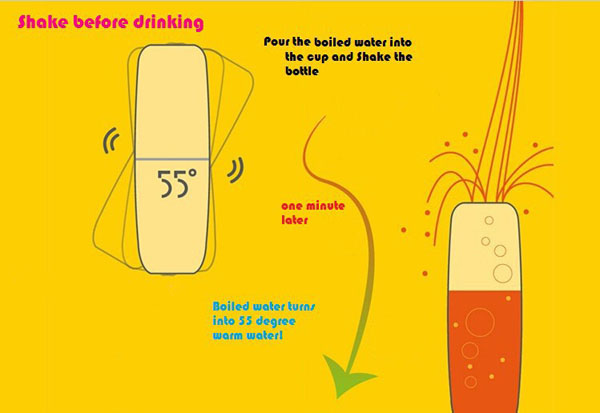 Shake before drinking
Pour the boiled water into
the cup and Shake the
bottle
55°
one minute
later
Boiled water turns
into 55 degree
warm water!